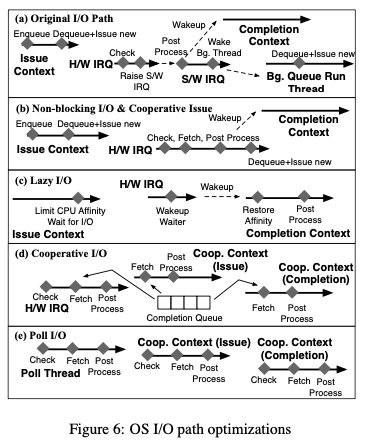 (a) Original I/O Path
Enqueue Dequeue+Issue new
Issue
Context
Check
H/W IRQ
Raise S/W
IRQ
Post
Process
Wakeup
Wake
Bg. Thread
S/W IRQ
Completion
Context
Dequeue+Issue new
Bg. Queue Run
Thread
(b) Non-blocking I/O & Cooperative Issue
Enqueue Dequeue+Issue new
Issue Context
H/W IRQ
Check, Fetch, Post Process
Wakeup
Completion
Context
Dequeue+Issue new
(c) Lazy I/O
Limit CPU Affinity
Wait for I/O
Issue Context
H/W IRQ
Wakeup
Wakeup
Waiter
Restore
Affinity
Post
Process
Completion Context
(d) Cooperative I/O
Check
Fetch
Post
Process
H/W IRQ
Fetch
Post
Process
Coop. Context
(Issue)
Completion Queue
Coop. Context
(Completion)
Fetch
Post
Process
(e) Poll I/O
Check
Fetch
Post
Process
Poll Thread
Coop. Context (Issue)
Check
Fetch
Post
Process
Coop. Context
(Completion)
Check
Fetch
Post
Process
Figure 6: OS I/O path optimizations